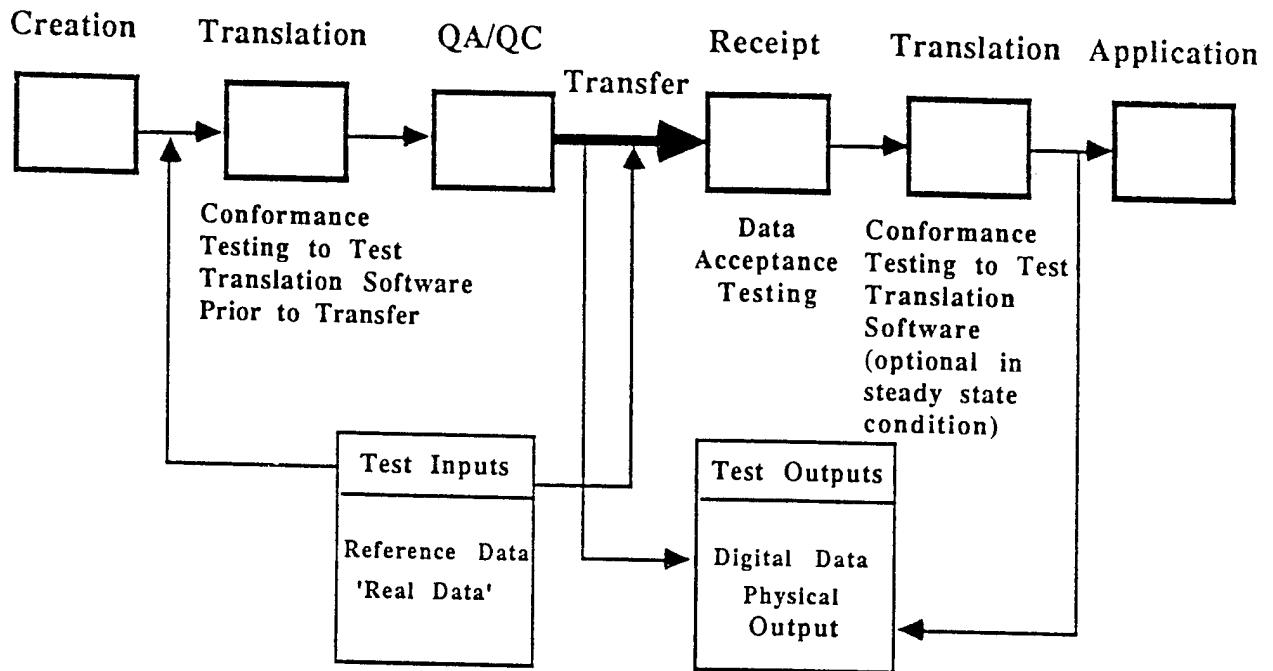 Creation
Translation
QA/QC
Transfer
Receipt
Translation
Application
Conformance
Testing to Test
Translation Software
Prior to Transfer
Data
Acceptance
Testing
Conformance
Testing to Test
Translation
Software
(optional in
steady state
condition)
Test Inputs
Reference Data
'Real Data'
Test Outputs
Digital Data
Physical
Output